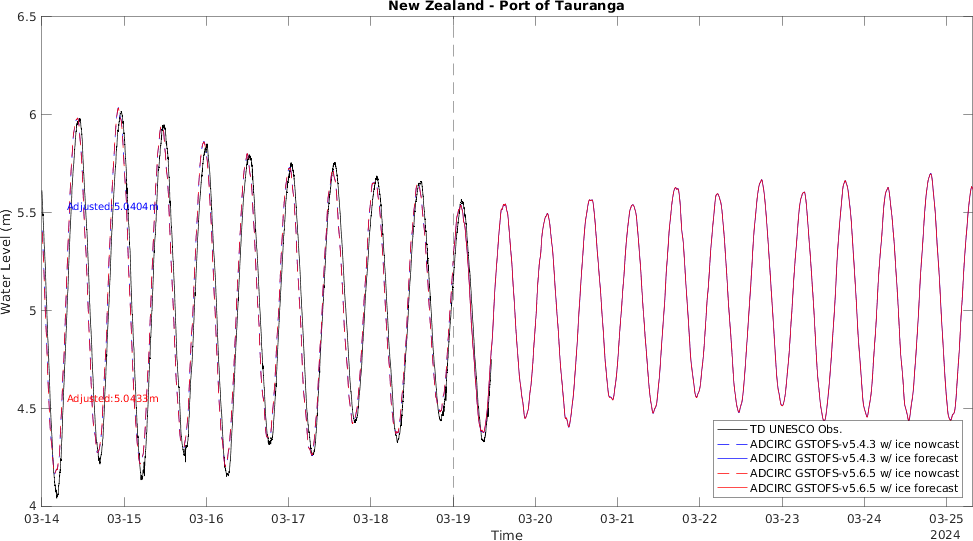 New Zealand - Port of Tauranga
6.5
6
5.5
5
4.5
4
Water Level (m)
Adjusted:5.0404m
Adjusted:5.0433m
TD UNESCO Obs.
ADCIRC GSTOFS-v5.4.3 w/ ice nowcast
ADCIRC GSTOFS-v5.4.3 w/ ice forecast
ADCIRC GSTOFS-v5.6.5 w/ ice nowcast
ADCIRC GSTOFS-v5.6.5 w/ ice forecast
03-14 03-15 03-16 03-17 03-18 03-19 03-20 03-21 03-22 03-23 03-24 03-25
Time
2024